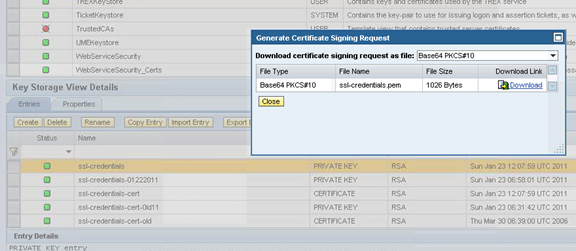 TREXKeystore USER Contains keys and certificates used by the TREX service
TicketKeystore SYSTEM Contains the key-pair to use for issuing logon and assertion tickets, as w
TrustedCAs
UMEKeystore
WebServiceSecurity
WebServiceSecurity_Certs
Generate Certificate Signing Request
Download certificate signing request as file: Base64 PKCS#10
File Type File Name File Size Download Link
Base64 PKCS#10 ssl-credentials.pem 1026 Bytes Download
Close
Key Storage View Details
Entries Properties
Create Delete Rename Copy Entry Import Entry Export E
Status Name
ssl-credentials PRIVATE KEY RSA Sun Jan 23 12:07:59 UTC 2011
ssl-credentials-01222011 PRIVATE KEY RSA Sun Jan 23 06:58:01 UTC 2011
ssl-credentials-cert CERTIFICATE RSA Sun Jan 23 12:07:59 UTC 2011
ssl-credentials-cert-0ld11 CERTIFICATE RSA Sun Jan 23 06:31:42 UTC 2011
ssl-credentials-cert-old CERTIFICATE RSA Thu Mar 30 06:39:00 UTC 2006
Entry Details
PRIVATE KEY entry